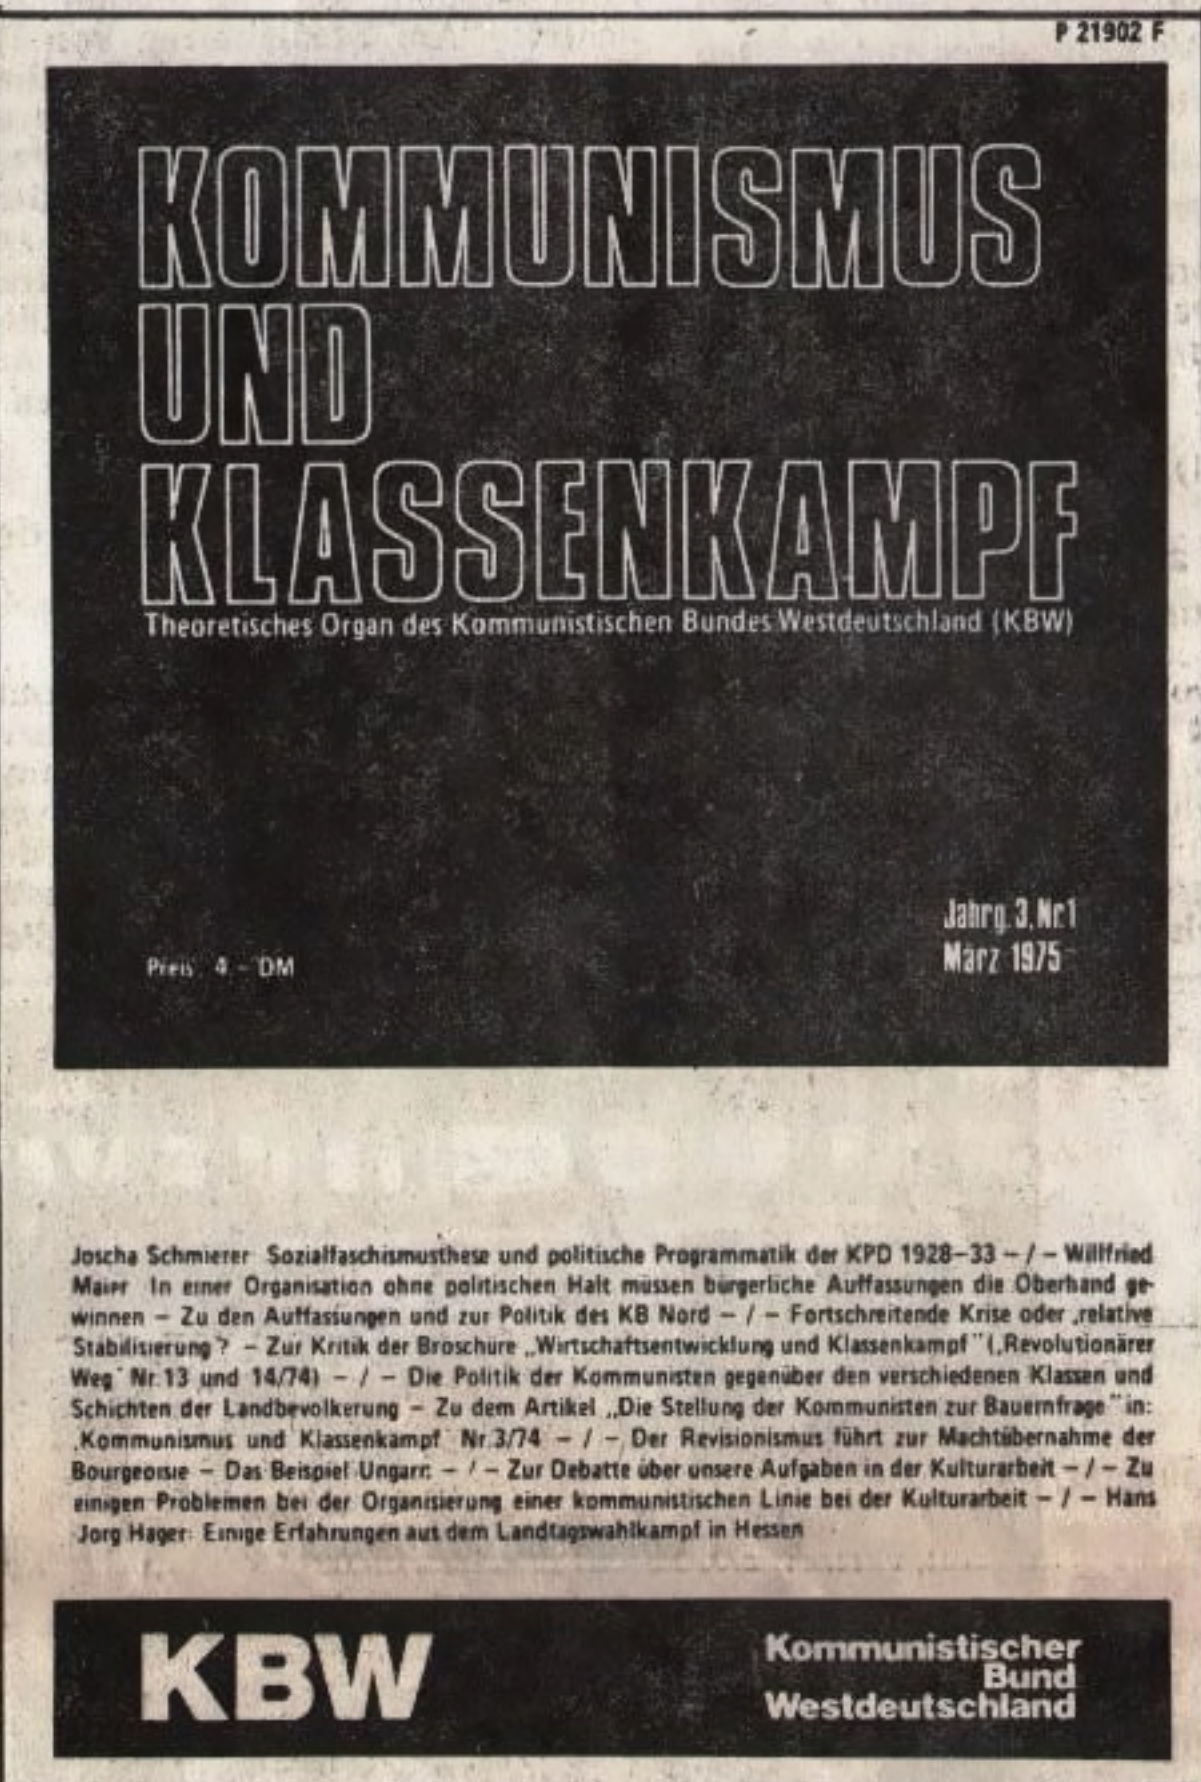 P 21902 F
KOMMUNISMUS
UND
KLASSENKAMPF
Theoretisches Organ des Kommunistischen Bundes Westdeutschland (KBW)
Jahrg. 3, Nr.1
Preis 4 – DM
März 1975
Joscha Schmierer Sozialfaschismusthese und politische Programmatik der KPD 1928–33 – / – Willfried
Maier In einer Organisation ohne politischen Halt müssen bürgerliche Auffassungen die Oberhand ge-
winnen – Zu den Auffassungen und zur Politik des KB Nord – / – Fortschreitende Krise oder ‚relative
Stabilisierung? – Zur Kritik der Broschüre „Wirtschaftsentwicklung und Klassenkampf" (‚Revolutionärer
Weg' Nr.13 und 14/74) – / – Die Politik der Kommunisten gegenüber den verschiedenen Klassen und
Schichten der Landbevölkerung – Zu dem Artikel „Die Stellung der Kommunisten zur Bauernfrage" in:
‚Kommunismus und Klassenkampf' Nr.3/74 – / – Der Revisionismus führt zur Machtübernahme der
Bourgeoisie – Das Beispiel Ungarn – / – Zur Debatte über unsere Aufgaben in der Kulturarbeit – / – Zu
einigen Problemen bei der Organisierung einer kommunistischen Linie bei der Kulturarbeit – / – Hans
Jörg Hager: Einige Erfahrungen aus dem Landtagswahlkampf in Hessen
KBW
Kommunistischer
Bund
Westdeutschland